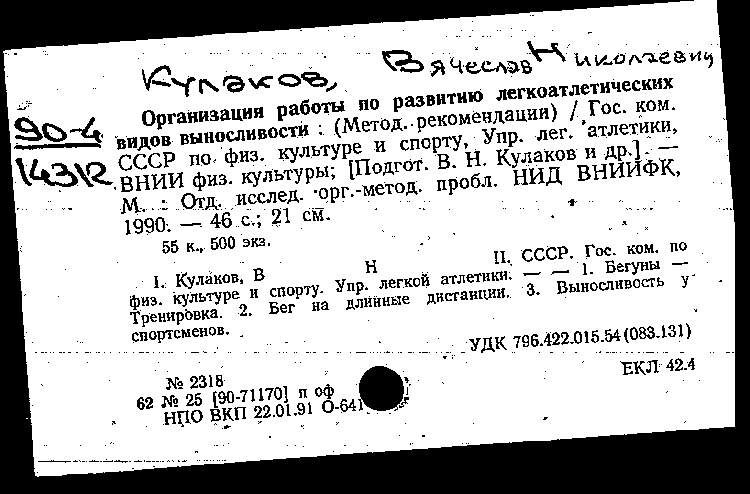 Кулаков, Вячеслав Николаевич
90-4
14312
Организация работы по развитию легкоатлетических
видов выносливости : (Метод. рекомендации) / Гос. ком.
СССР по физ. культуре и спорту, Упр. лег. атлетики,
ВНИИ физ. культуры; [Подгот. В. Н. Кулаков и др.]. —
М. : Отд. исслед. орг.-метод. пробл. НИД ВНИИФК,
1990. — 46 с.; 21 см.
55 к., 500 экз.
I. Кулаков, В Н II. СССР. Гос. ком. по
физ. культуре и спорту. Упр. легкой атлетики. — — 1. Бегуны —
Тренировка. 2. Бег на длинные дистанции. 3. Выносливость у
спортсменов.
УДК 796.422.015.54(083.131)
ЕКЛ 42.4
№ 2318
62 № 25 [90-71170] п оф
НПО ВКП 22.01.91 О-641